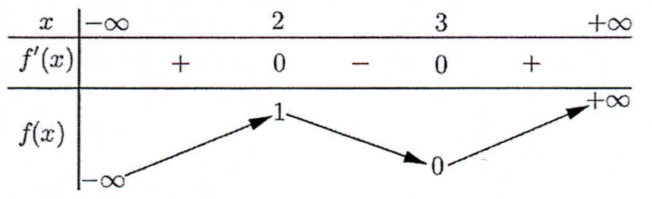 x −∞ 2 3 +∞
f′(x) + 0 − 0 +
f(x) −∞ 1 0 +∞